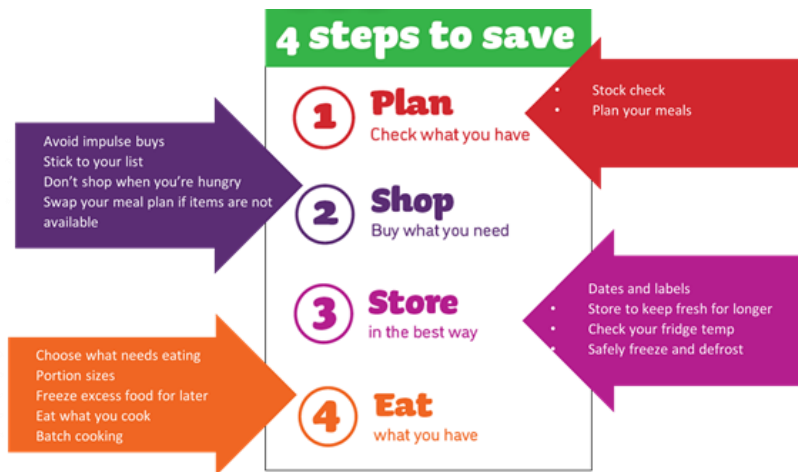 4 steps to save
1 Plan
Check what you have
• Stock check
• Plan your meals
Avoid impulse buys
Stick to your list
Don't shop when you're hungry
Swap your meal plan if items are not
available
2 Shop
Buy what you need
3 Store
in the best way
Dates and labels
• Store to keep fresh for longer
• Check your fridge temp
• Safely freeze and defrost
Choose what needs eating
Portion sizes
Freeze excess food for later
Eat what you cook
Batch cooking
4 Eat
what you have